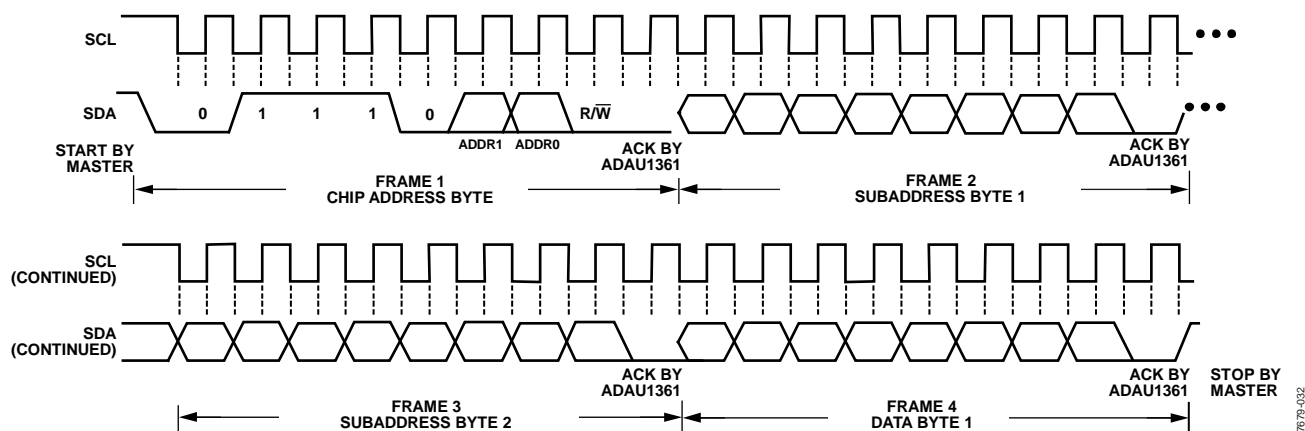 SCL
SDA
0 1 1 1 0
ADDR1 ADDR0
R/W̅
START BY
MASTER
ACK BY
ADAU1361
ACK BY
ADAU1361
FRAME 1
CHIP ADDRESS BYTE
FRAME 2
SUBADDRESS BYTE 1
SCL
(CONTINUED)
SDA
(CONTINUED)
ACK BY
ADAU1361
ACK BY
ADAU1361
STOP BY
MASTER
FRAME 3
SUBADDRESS BYTE 2
FRAME 4
DATA BYTE 1
7679-032